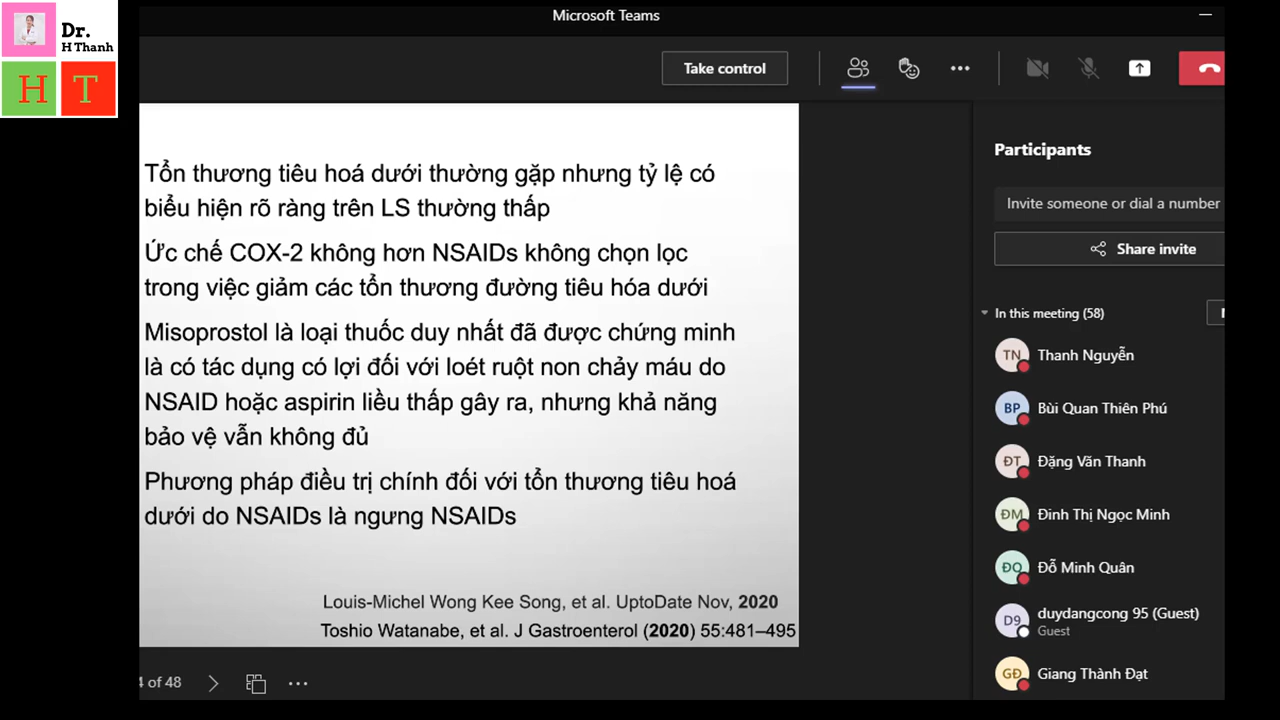 Dr.
H Thanh
H T
Microsoft Teams
Take control
Tổn thương tiêu hoá dưới thường gặp nhưng tỷ lệ có
biểu hiện rõ ràng trên LS thường thấp
Ức chế COX-2 không hơn NSAIDs không chọn lọc
trong việc giảm các tổn thương đường tiêu hóa dưới
Misoprostol là loại thuốc duy nhất đã được chứng minh
là có tác dụng có lợi đối với loét ruột non chảy máu do
NSAID hoặc aspirin liều thấp gây ra, nhưng khả năng
bảo vệ vẫn không đủ
Phương pháp điều trị chính đối với tổn thương tiêu hoá
dưới do NSAIDs là ngưng NSAIDs
Louis-Michel Wong Kee Song, et al. UptoDate Nov, 2020
Toshio Watanabe, et al. J Gastroenterol (2020) 55:481–495
4 of 48
Participants
Invite someone or dial a number
Share invite
In this meeting (58)
TN Thanh Nguyễn
BP Bùi Quan Thiên Phú
ĐT Đặng Văn Thanh
ĐM Đinh Thị Ngọc Minh
ĐQ Đỗ Minh Quân
D9 duydangcong 95 (Guest)
Guest
GĐ Giang Thành Đạt